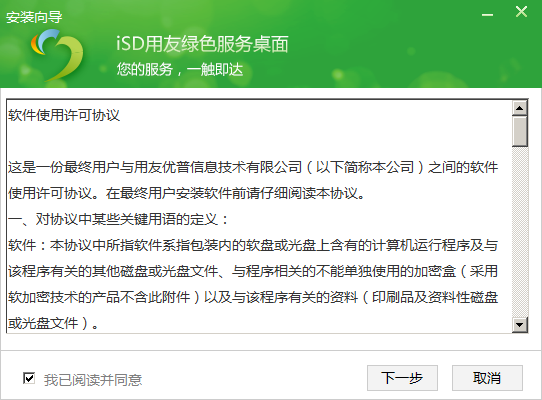 安装向导
iSD用友绿色服务桌面
您的服务，一触即达
软件使用许可协议
这是一份最终用户与用友优普信息技术有限公司（以下简称本公司）之间的软件
使用许可协议。在最终用户安装软件前请仔细阅读本协议。
一、对协议中某些关键用语的定义：
软件：本协议中所指软件系指包装内的软盘或光盘上含有的计算机运行程序及与
该程序有关的其他磁盘或光盘文件、与程序相关的不能单独使用的加密盒（采用
软加密技术的产品不含此附件）以及与该程序有关的资料（印刷品及资料性磁盘
或光盘文件）。
我已阅读并同意
下一步
取消